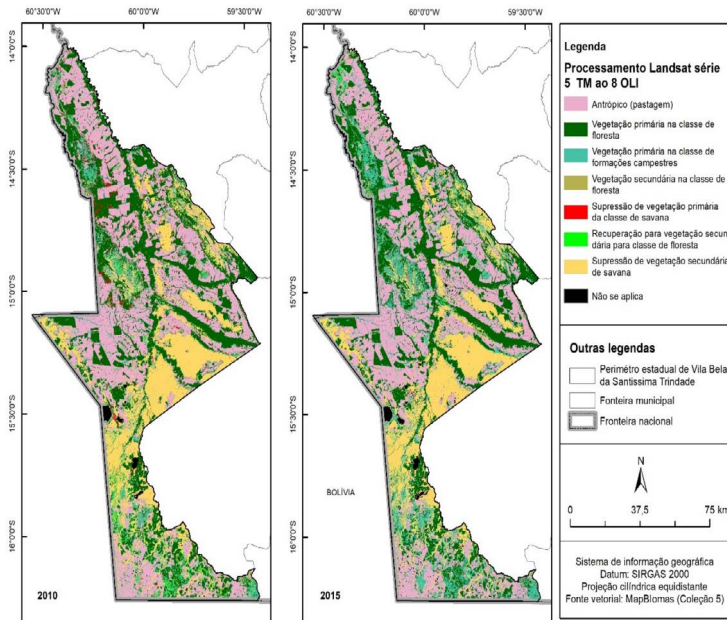 60°30'0"W 60°0'0"W 59°30'0"W
60°30'0"W 60°0'0"W 59°30'0"W
14°0'0"S
14°30'0"S
15°0'0"S
15°30'0"S
16°0'0"S
2010
14°0'0"S
14°30'0"S
15°0'0"S
15°30'0"S
16°0'0"S
BOLÍVIA
2015
Legenda
Processamento Landsat série
5 TM ao 8 OLI
Antrópico (pastagem)
Vegetação primária na classe de
floresta
Vegetação primária na classe de
formações campestres
Vegetação secundária na classe de
floresta
Supressão de vegetação primária
da classe de savana
Recuperação para vegetação secun
dária para classe de floresta
Supressão de vegetação secundária
de savana
Não se aplica
Outras legendas
Perimétro estadual de Vila Bela
da Santissima Trindade
Fonteira municipal
Fronteira nacional
N
0 37,5 75 km
Sistema de informação geográfica
Datum: SIRGAS 2000
Projeção cilíndrica equidistante
Fonte vetorial: MapBiomas (Coleção 5)